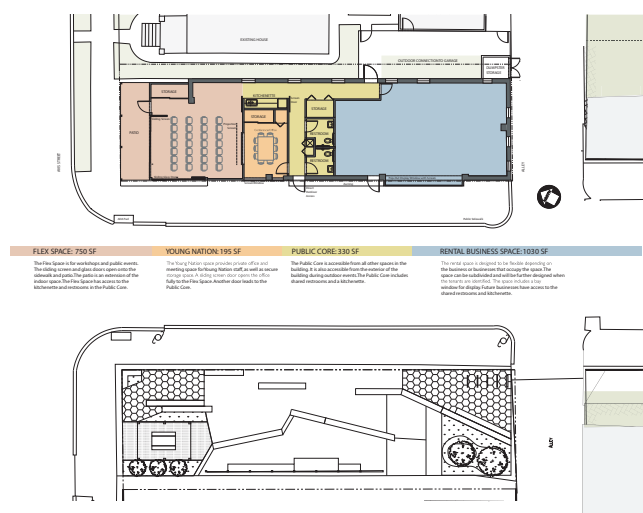 EXISTING HOUSE
OUTDOOR CONNECTION TO GARAGE
DUMPSTER
STORAGE
STORAGE
KITCHENETTE
STORAGE
STORAGE
PATIO
RESTROOM
RESTROOM
ALLEY
FLEX SPACE: 750 SF
The Flex Space is for workshops and public events.
The sliding screen and glass doors open onto the
sidewalk and patio.The patio is an extension of the
indoor space.The Flex Space has access to the
kitchenette and restrooms in the Public Core.
YOUNG NATION: 195 SF
The Young Nation space provides private office and
meeting space forYoung Nation staff, as well as secure
storage space. A sliding screen door opens the office
fully to the Flex Space. Another door leads to the
Public Core.
PUBLIC CORE: 330 SF
The Public Core is accessible from all other spaces in the
building. It is also accessible from the exterior of the
building during outdoor events.The Public Core includes
shared restrooms and a kitchenette.
RENTAL BUSINESS SPACE: 1030 SF
The rental space is designed to be flexible depending on
the business or businesses that occupy the space.The
space can be subdivided and will be further designed when
the tenants are identified. The space includes a bay
window for display. Future businesses have access to the
shared restrooms and kitchenette.
ALLEY